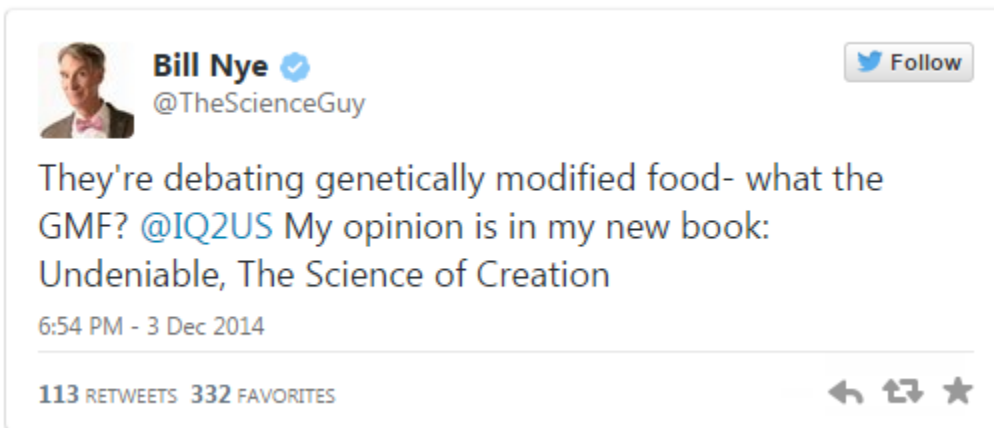 Bill Nye
Follow
@TheScienceGuy
They're debating genetically modified food- what the
GMF? @IQ2US My opinion is in my new book:
Undeniable, The Science of Creation
6:54 PM - 3 Dec 2014
113 RETWEETS 332 FAVORITES